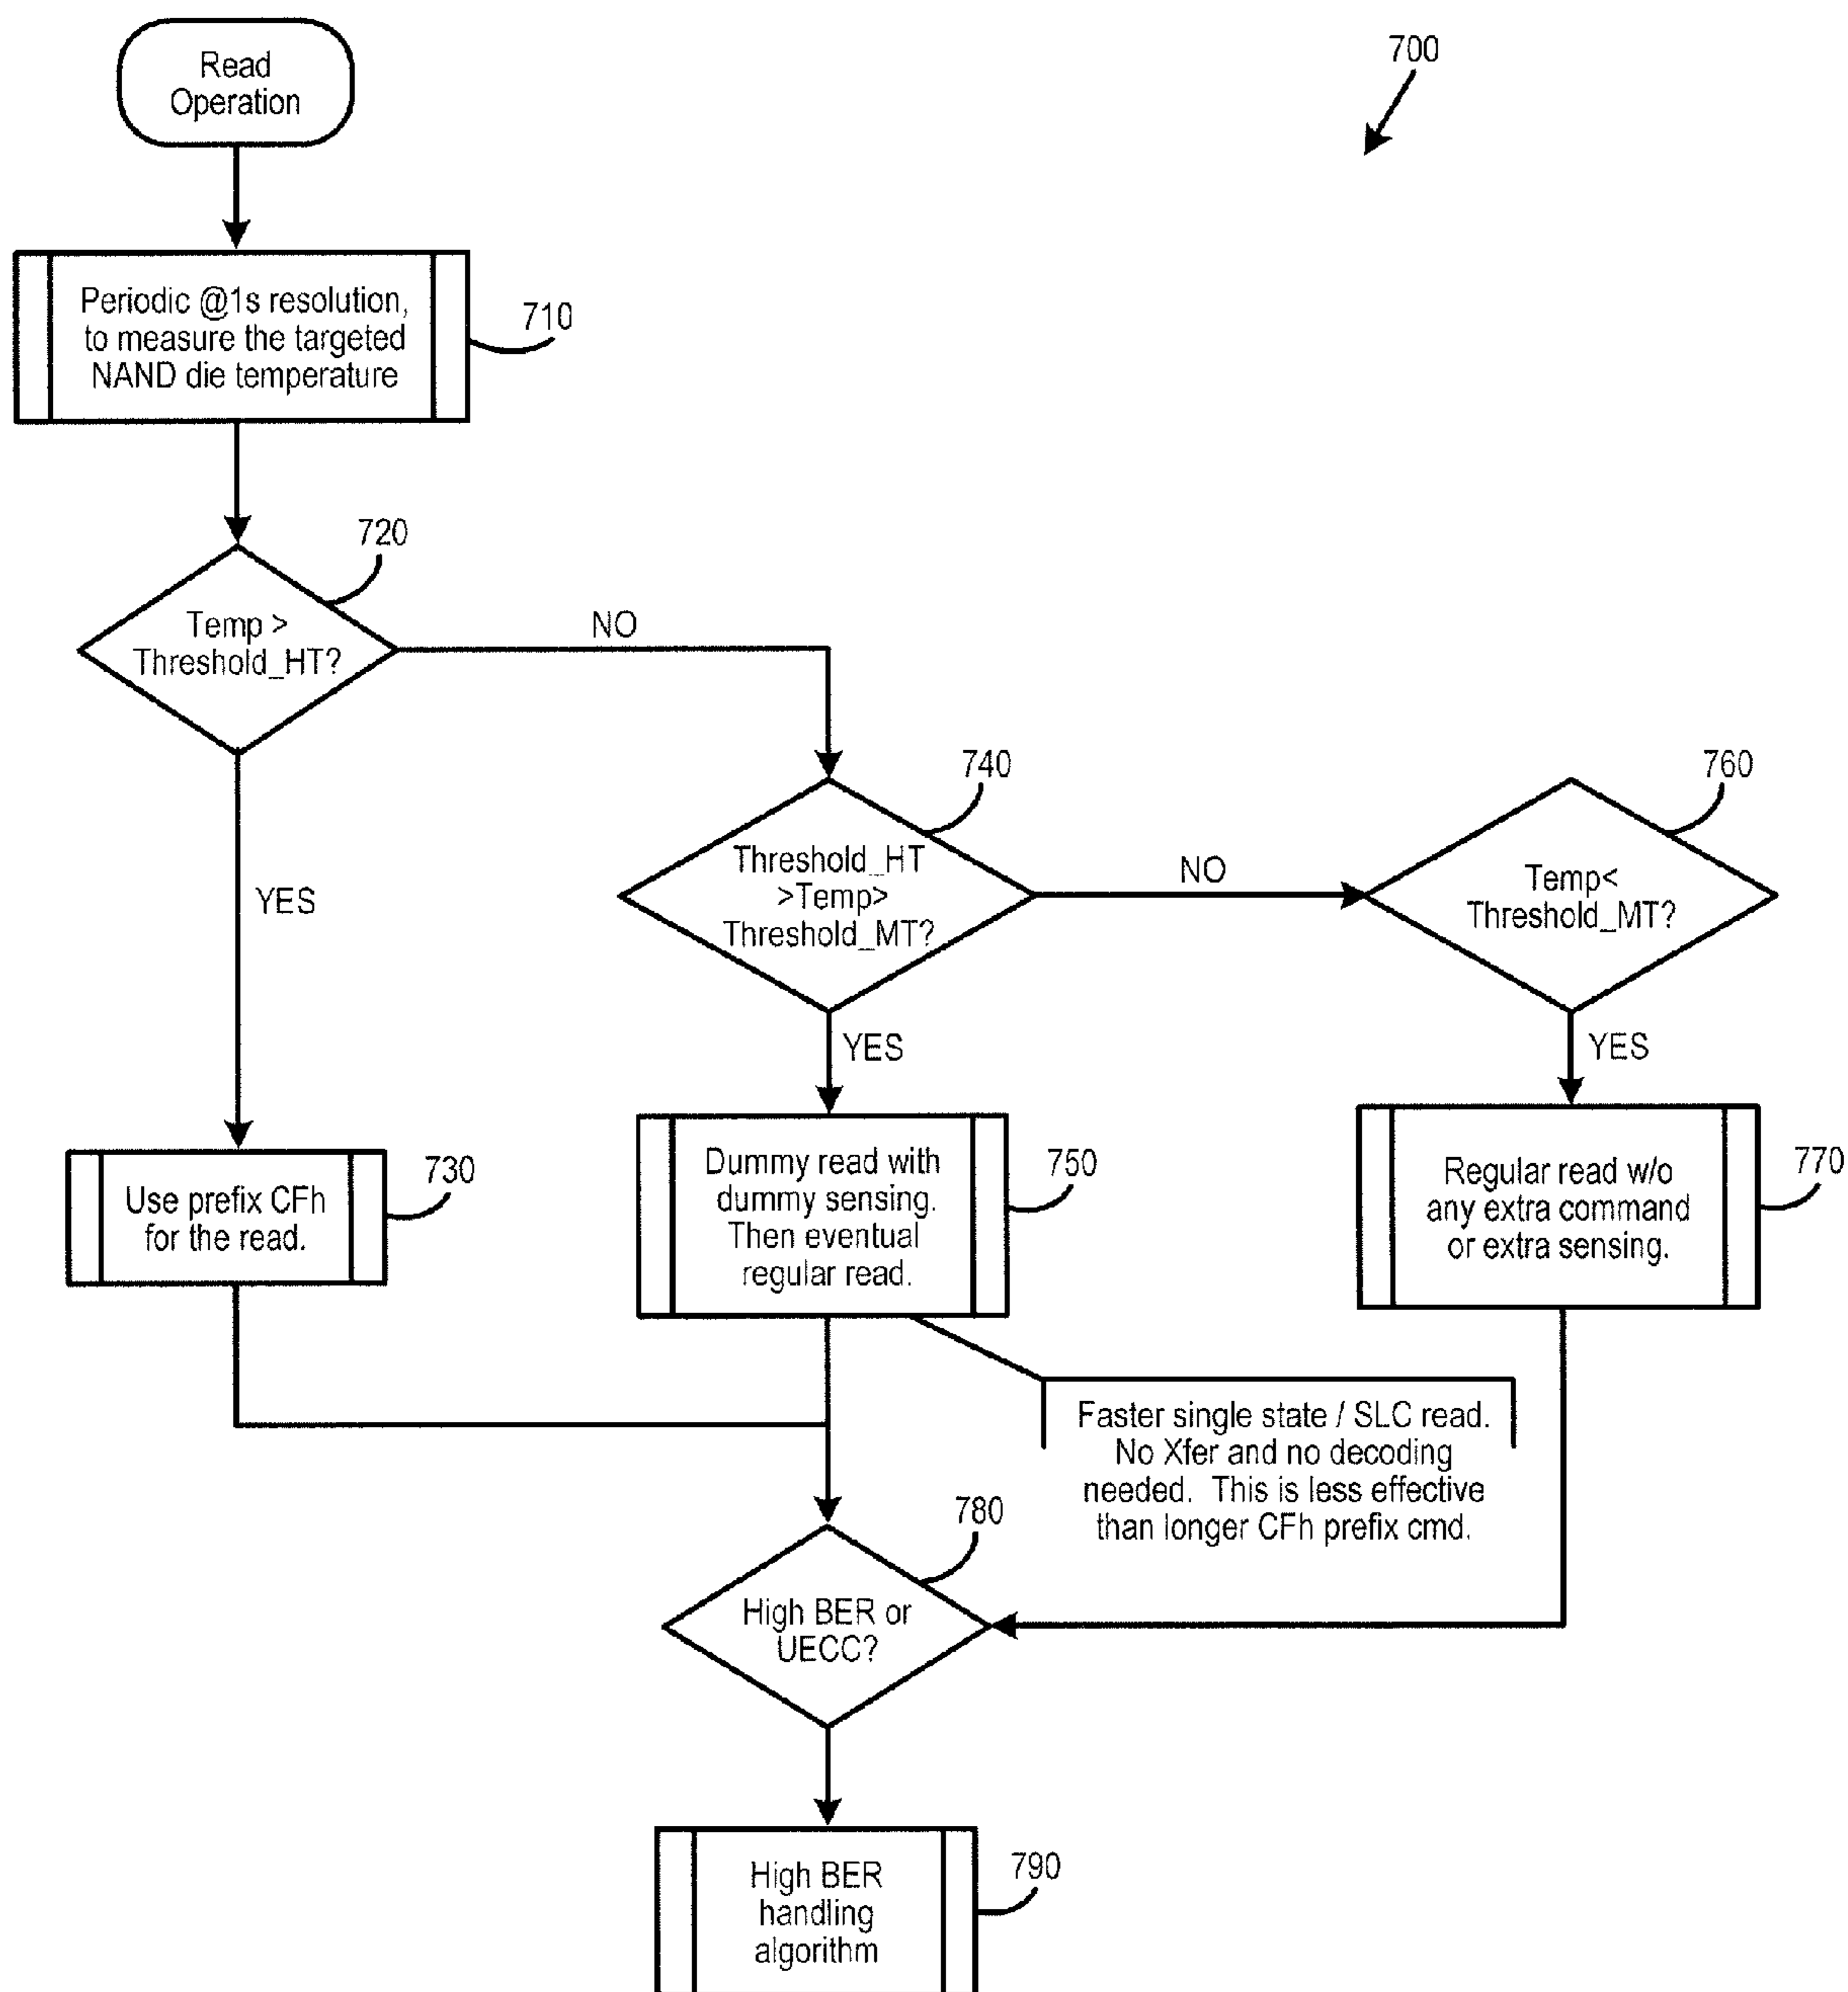 700
Read
Operation
Periodic @1s resolution,
to measure the targeted
NAND die temperature
710
720
Temp >
Threshold_HT?
NO
YES
740
Threshold_HT
>Temp>
Threshold_MT?
NO
760
Temp<
Threshold_MT?
YES
YES
Use prefix CFh
for the read.
730
Dummy read with
dummy sensing.
Then eventual
regular read.
750
Regular read w/o
any extra command
or extra sensing.
770
Faster single state / SLC read.
No Xfer and no decoding
needed. This is less effective
than longer CFh prefix cmd.
780
High BER or
UECC?
High BER
handling
algorithm
790